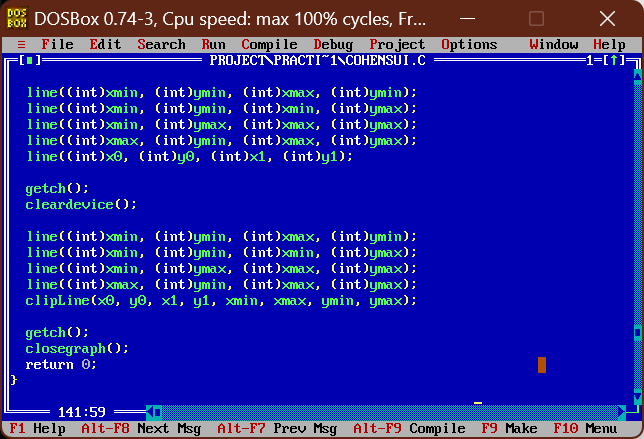 DOS BOX DOSBox 0.74-3, Cpu speed: max 100% cycles, Fr...
≡ File Edit Search Run Compile Debug Project Options Window Help
[■] PROJECT\PRACTI~1\COHENSUI.C 1=[↑]
line((int)xmin, (int)ymin, (int)xmax, (int)ymin);
line((int)xmin, (int)ymin, (int)xmin, (int)ymax);
line((int)xmin, (int)ymax, (int)xmax, (int)ymax);
line((int)xmax, (int)ymin, (int)xmax, (int)ymax);
line((int)x0, (int)y0, (int)x1, (int)y1);
getch();
cleardevice();
line((int)xmin, (int)ymin, (int)xmax, (int)ymin);
line((int)xmin, (int)ymin, (int)xmin, (int)ymax);
line((int)xmin, (int)ymax, (int)xmax, (int)ymax);
line((int)xmax, (int)ymin, (int)xmax, (int)ymax);
clipLine(x0, y0, x1, y1, xmin, xmax, ymin, ymax);
getch();
closegraph();
return 0;
}
141:59
F1 Help Alt-F8 Next Msg Alt-F7 Prev Msg Alt-F9 Compile F9 Make F10 Menu